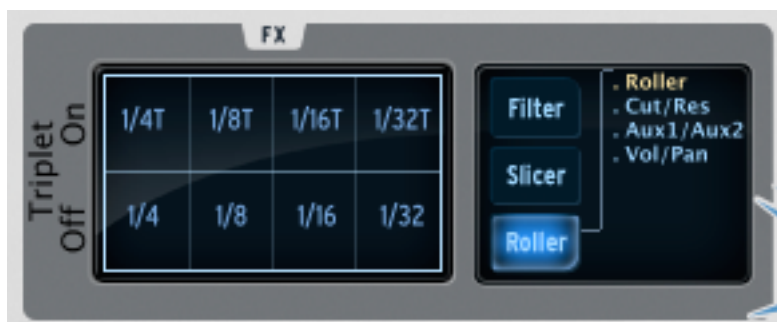 FX
Triplet
On
Off
1/4T 1/8T 1/16T 1/32T
1/4 1/8 1/16 1/32
Filter
Slicer
Roller
. Roller
. Cut/Res
. Aux1/Aux2
. Vol/Pan